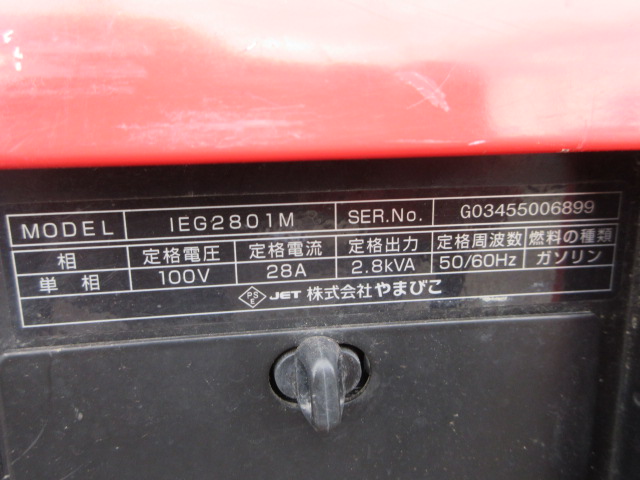 MODEL IEG2801M SER.No. G03455006899
相 定格電圧 定格電流 定格出力 定格周波数 燃料の種類
単相 100V 28A 2.8kVA 50/60Hz ガソリン
PSE JET 株式会社やまびこ